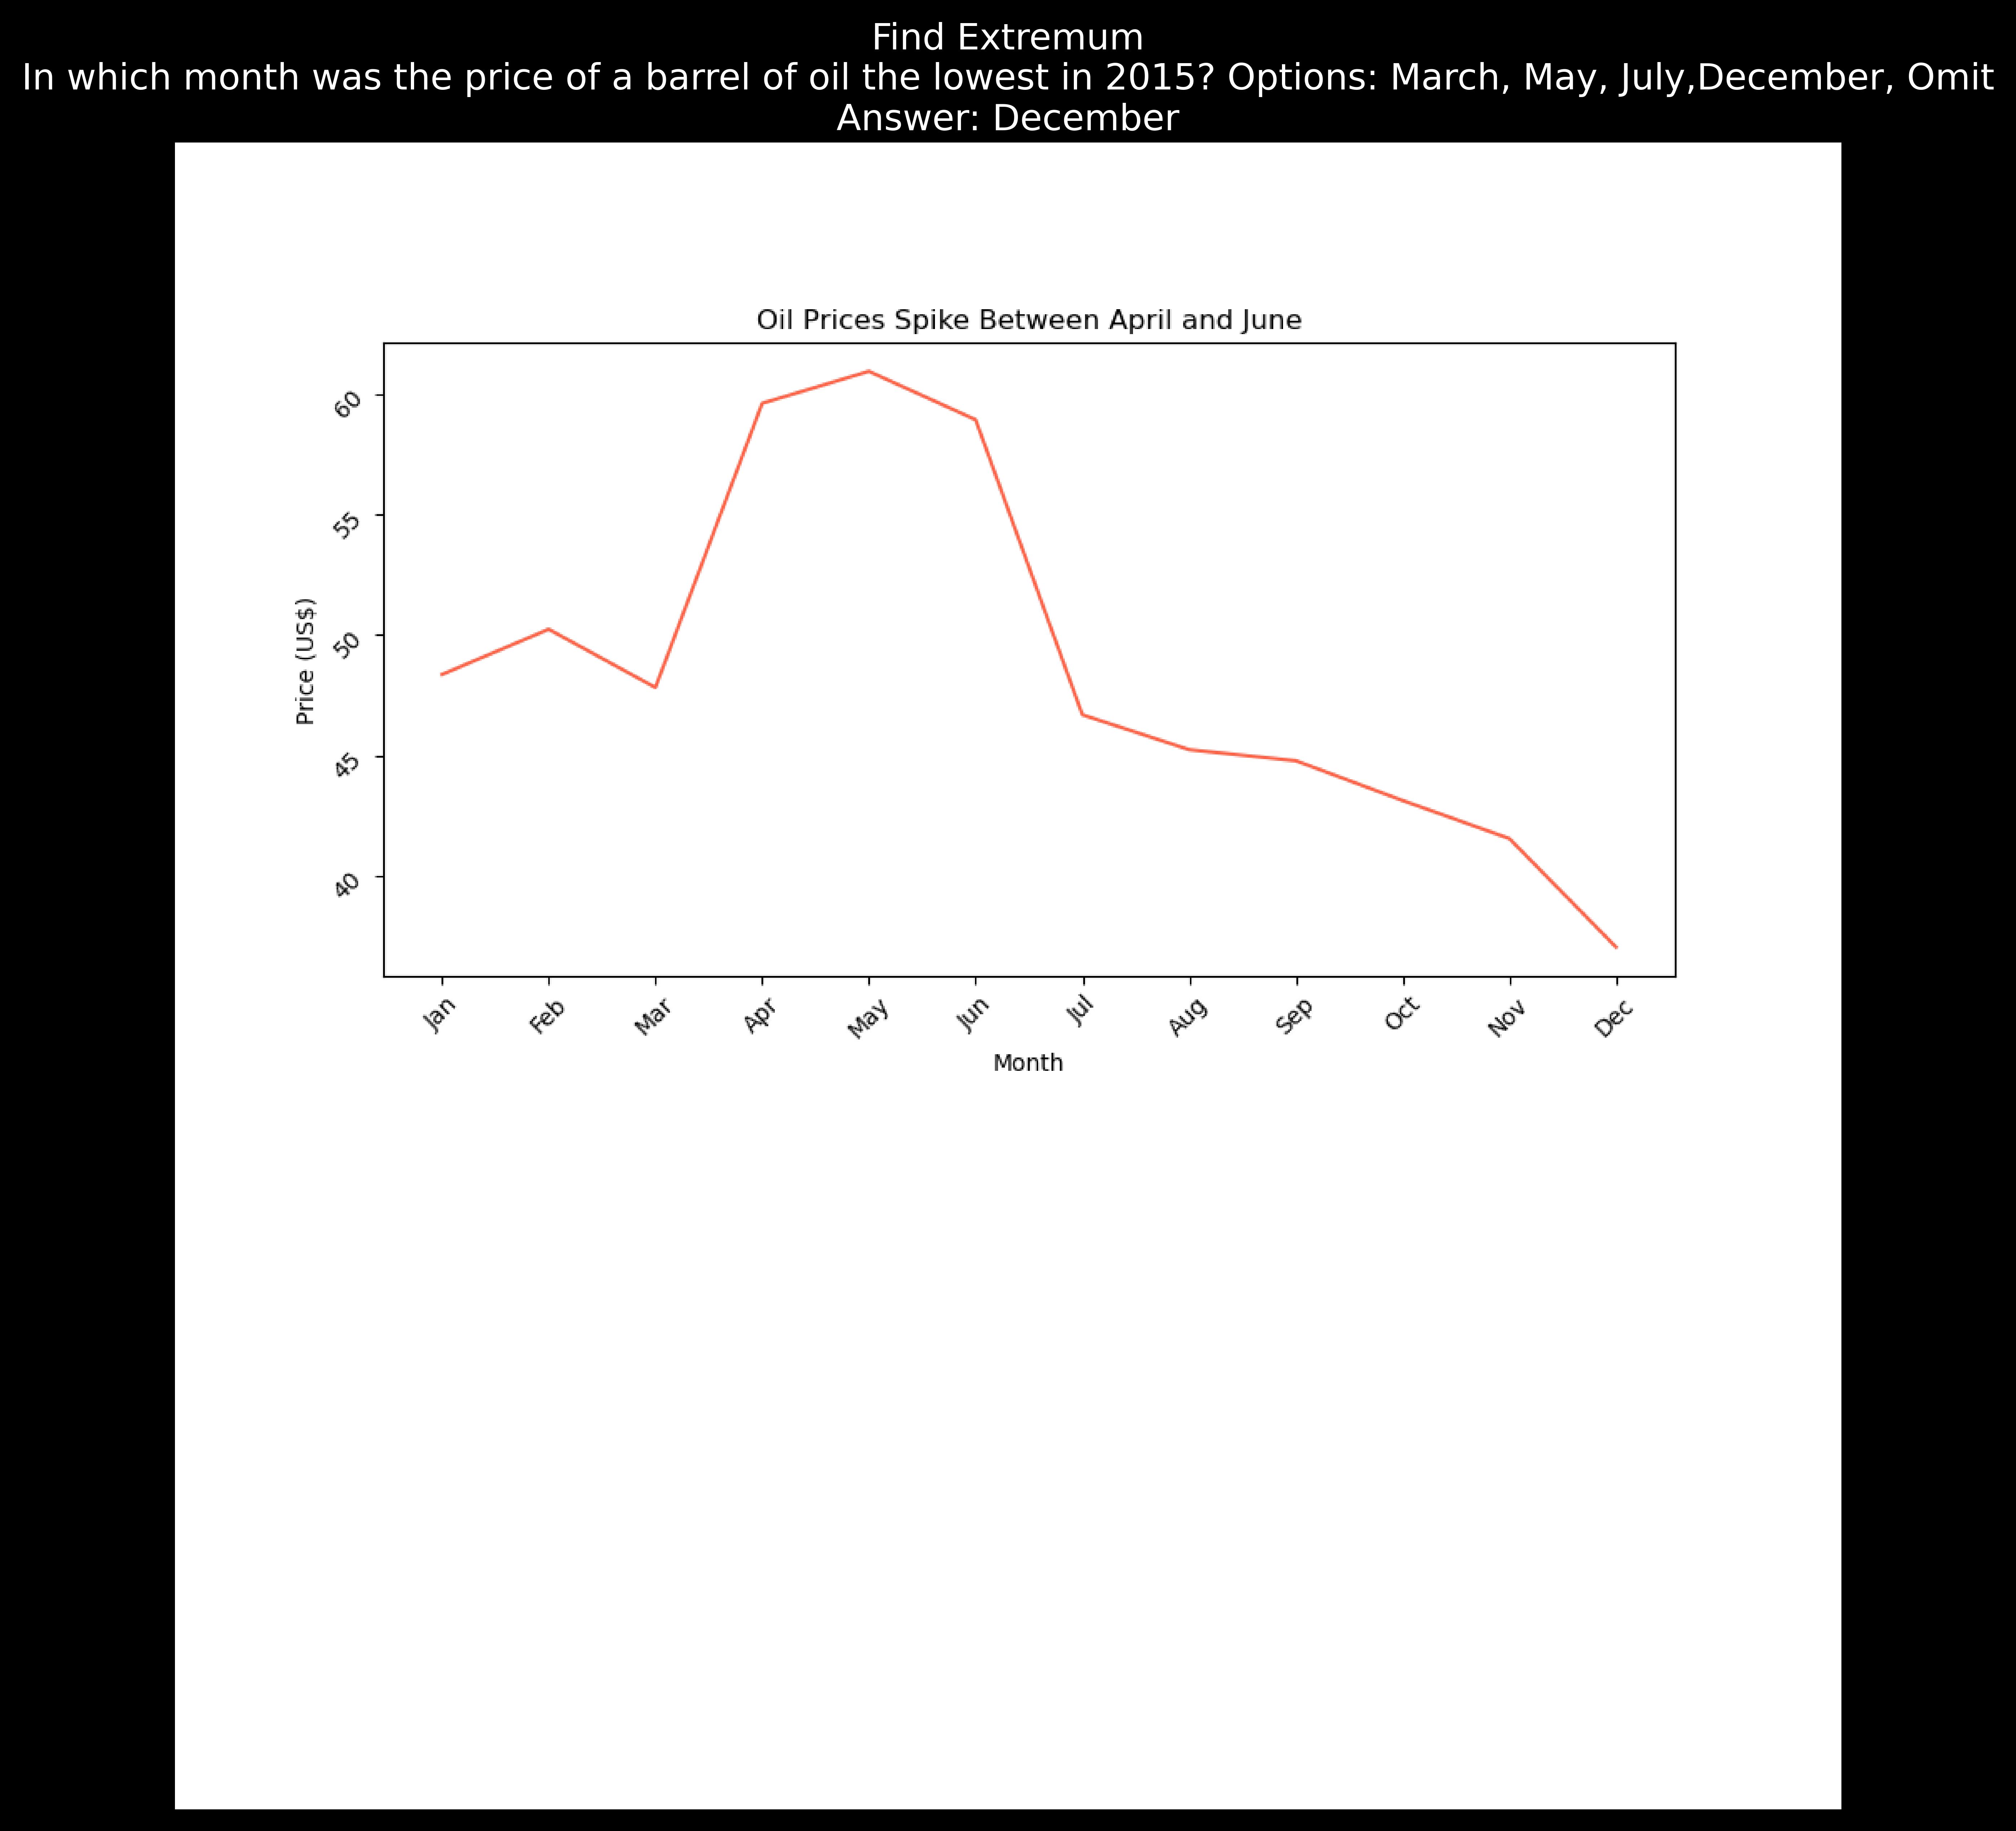 Find Extremum
In which month was the price of a barrel of oil the lowest in 2015? Options: March, May, July,December, Omit
Answer: December
Oil Prices Spike Between April and June
60
55
50
45
40
Price (US$)
Jan Feb Mar Apr May Jun Jul Aug Sep Oct Nov Dec
Month